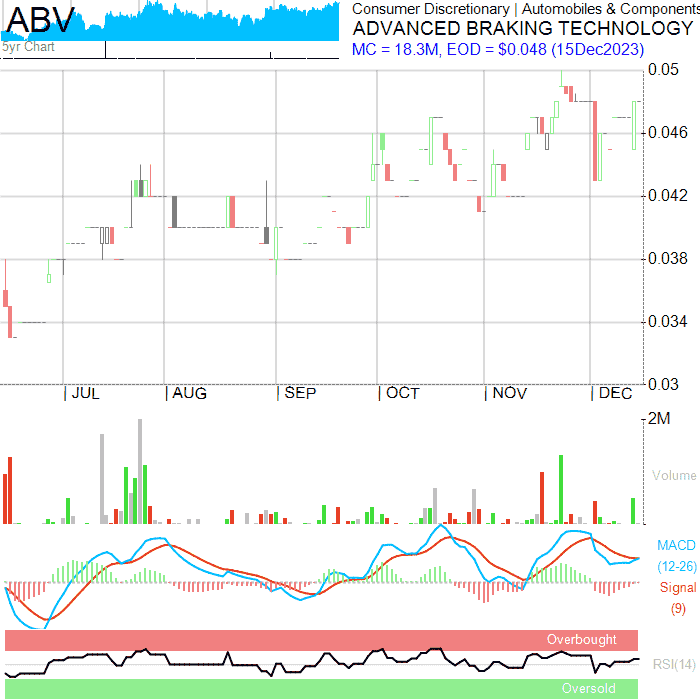 ABV
5yr Chart
Consumer Discretionary | Automobiles & Components
ADVANCED BRAKING TECHNOLOGY
MC = 18.3M, EOD = $0.048 (15Dec2023)
0.05
0.046
0.042
0.038
0.034
0.03
JUL AUG SEP OCT NOV DEC
2M
Volume
MACD
(12-26)
Signal
(9)
Overbought
RSI(14)
Oversold